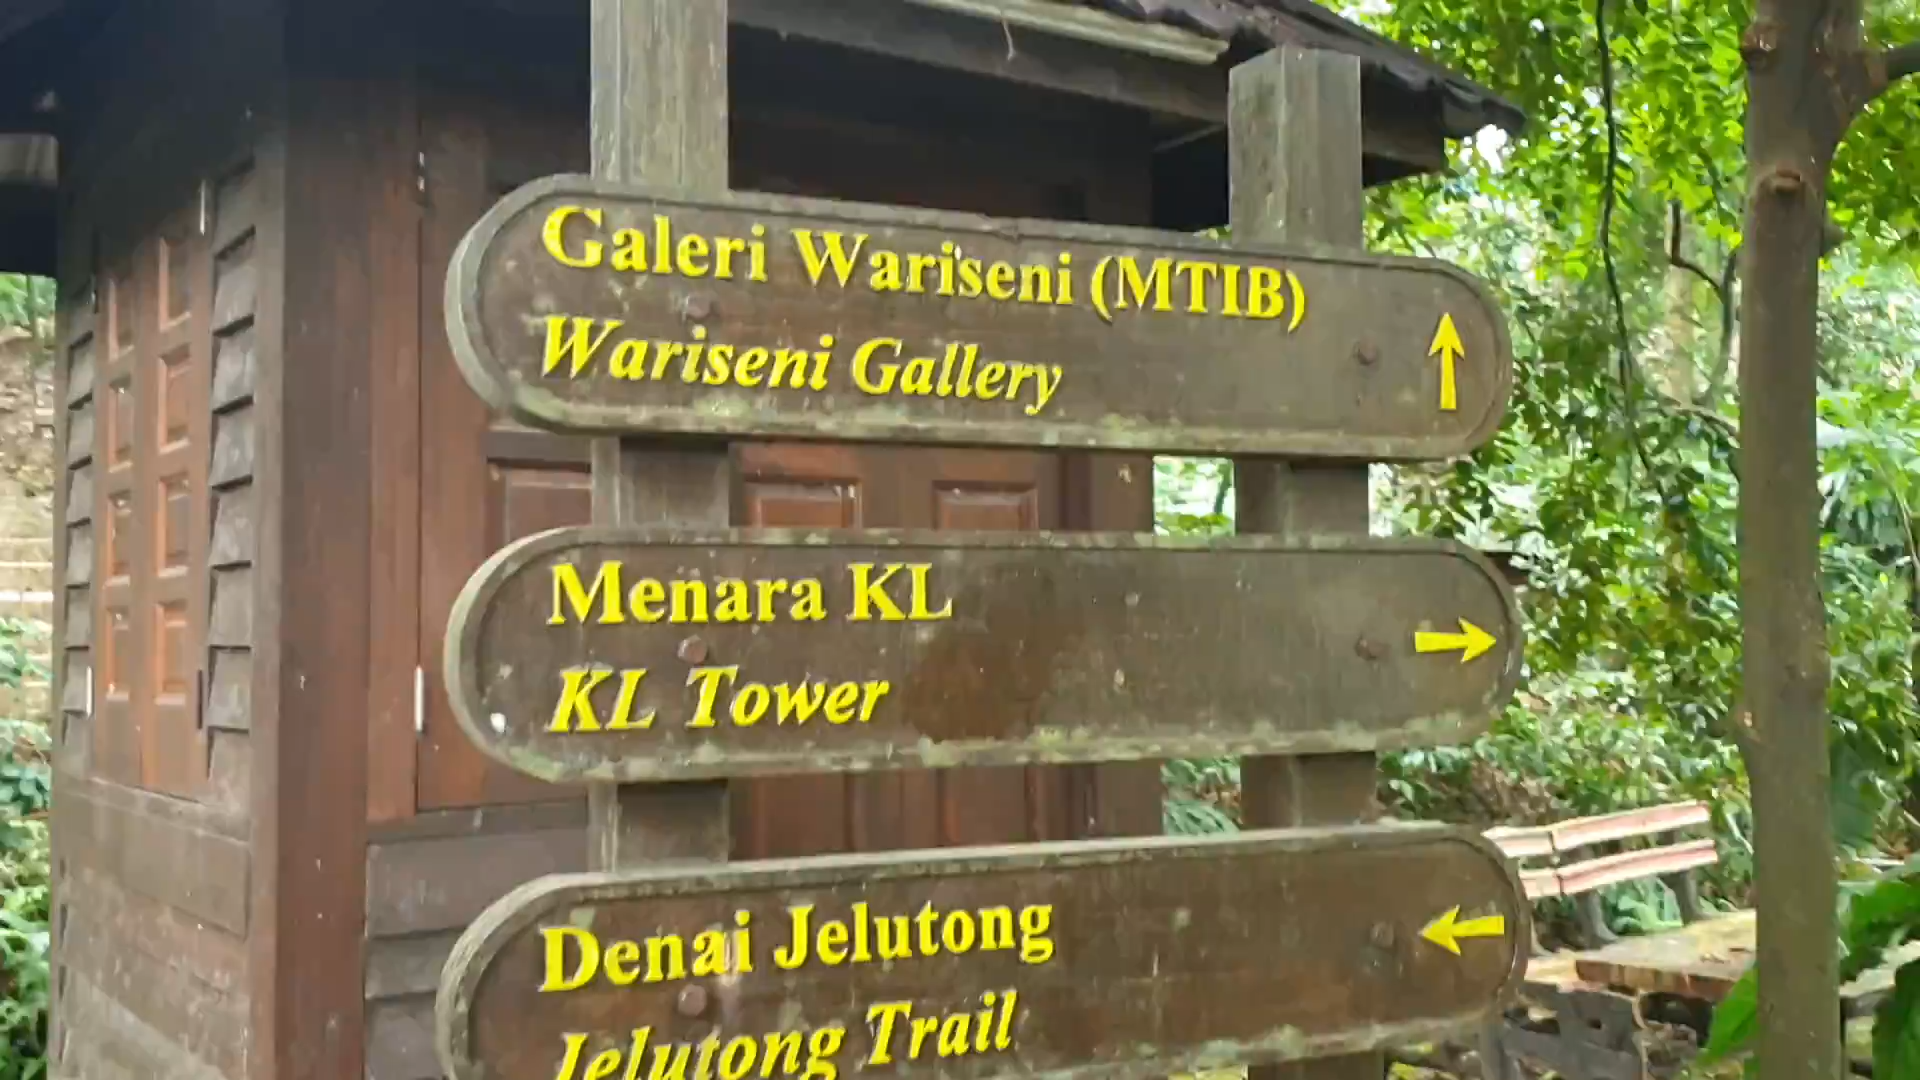 Galeri Wariseni (MTIB)
Wariseni Gallery
Menara KL
KL Tower
Denai Jelutong
Jelutong Trail